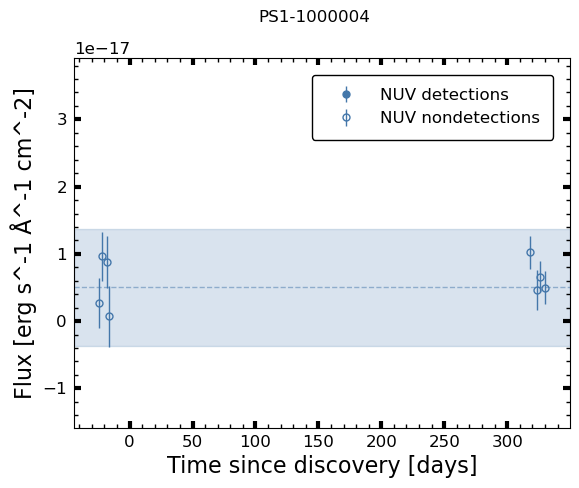 PS1-1000004
1e−17
NUV detections
NUV nondetections
3
2
1
0
−1
Flux [erg s^-1 Å^-1 cm^-2]
0 50 100 150 200 250 300
Time since discovery [days]